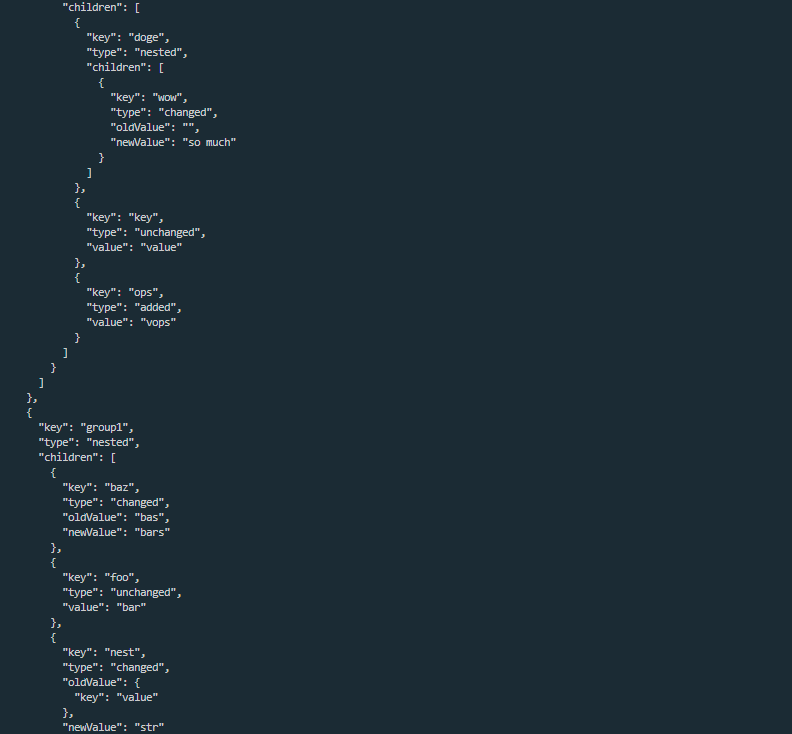 "children": [
{
"key": "doge",
"type": "nested",
"children": [
{
"key": "wow",
"type": "changed",
"oldValue": "",
"newValue": "so much"
}
]
},
{
"key": "key",
"type": "unchanged",
"value": "value"
},
{
"key": "ops",
"type": "added",
"value": "vops"
}
]
}
]
},
{
"key": "group1",
"type": "nested",
"children": [
{
"key": "baz",
"type": "changed",
"oldValue": "bas",
"newValue": "bars"
},
{
"key": "foo",
"type": "unchanged",
"value": "bar"
},
{
"key": "nest",
"type": "changed",
"oldValue": {
"key": "value"
},
"newValue": "str"